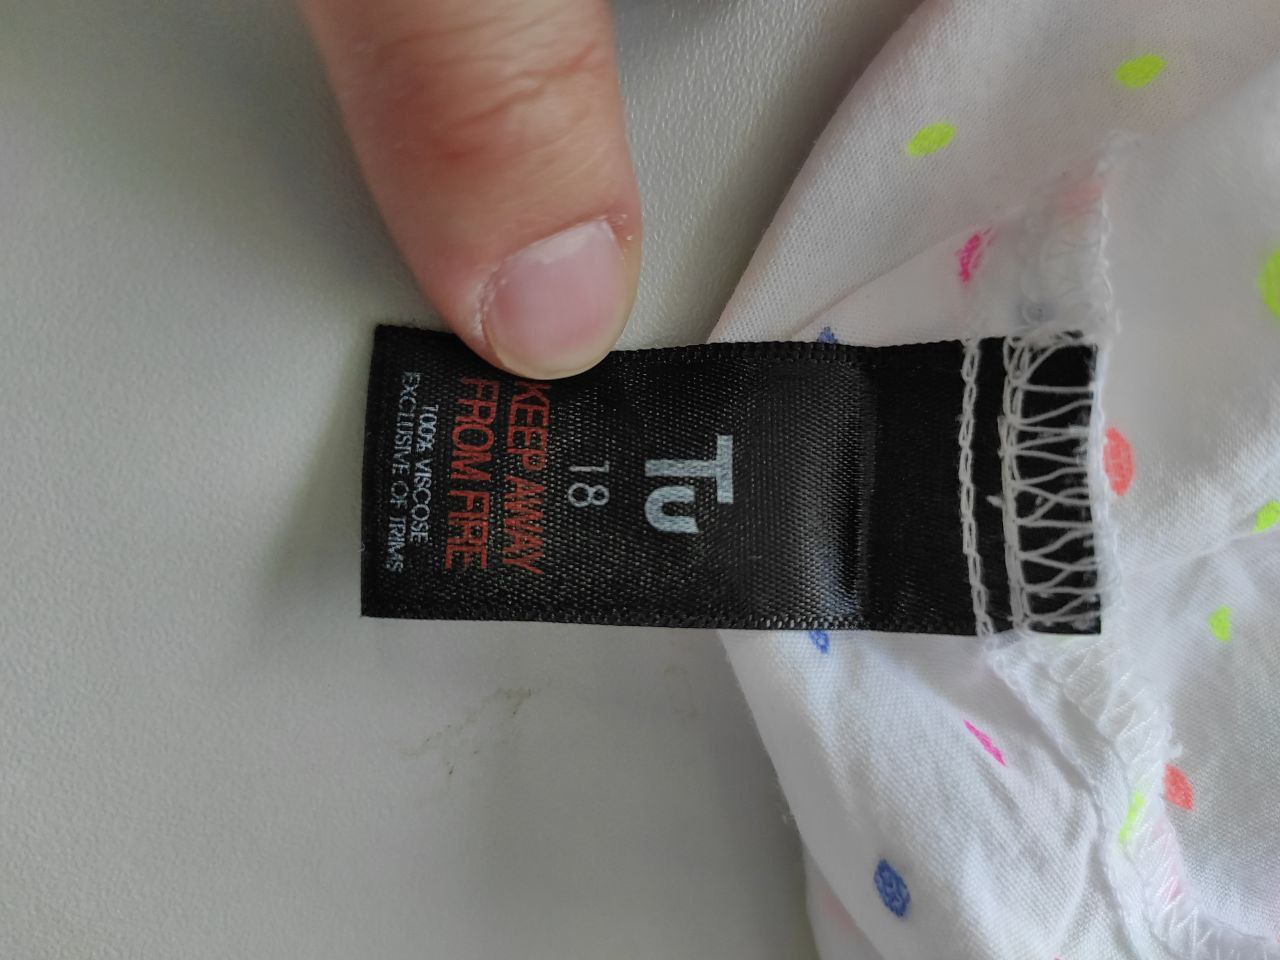 Tu
18
KEEP AWAY
FROM FIRE
100% VISCOSE
EXCLUSIVE OF TRIMS